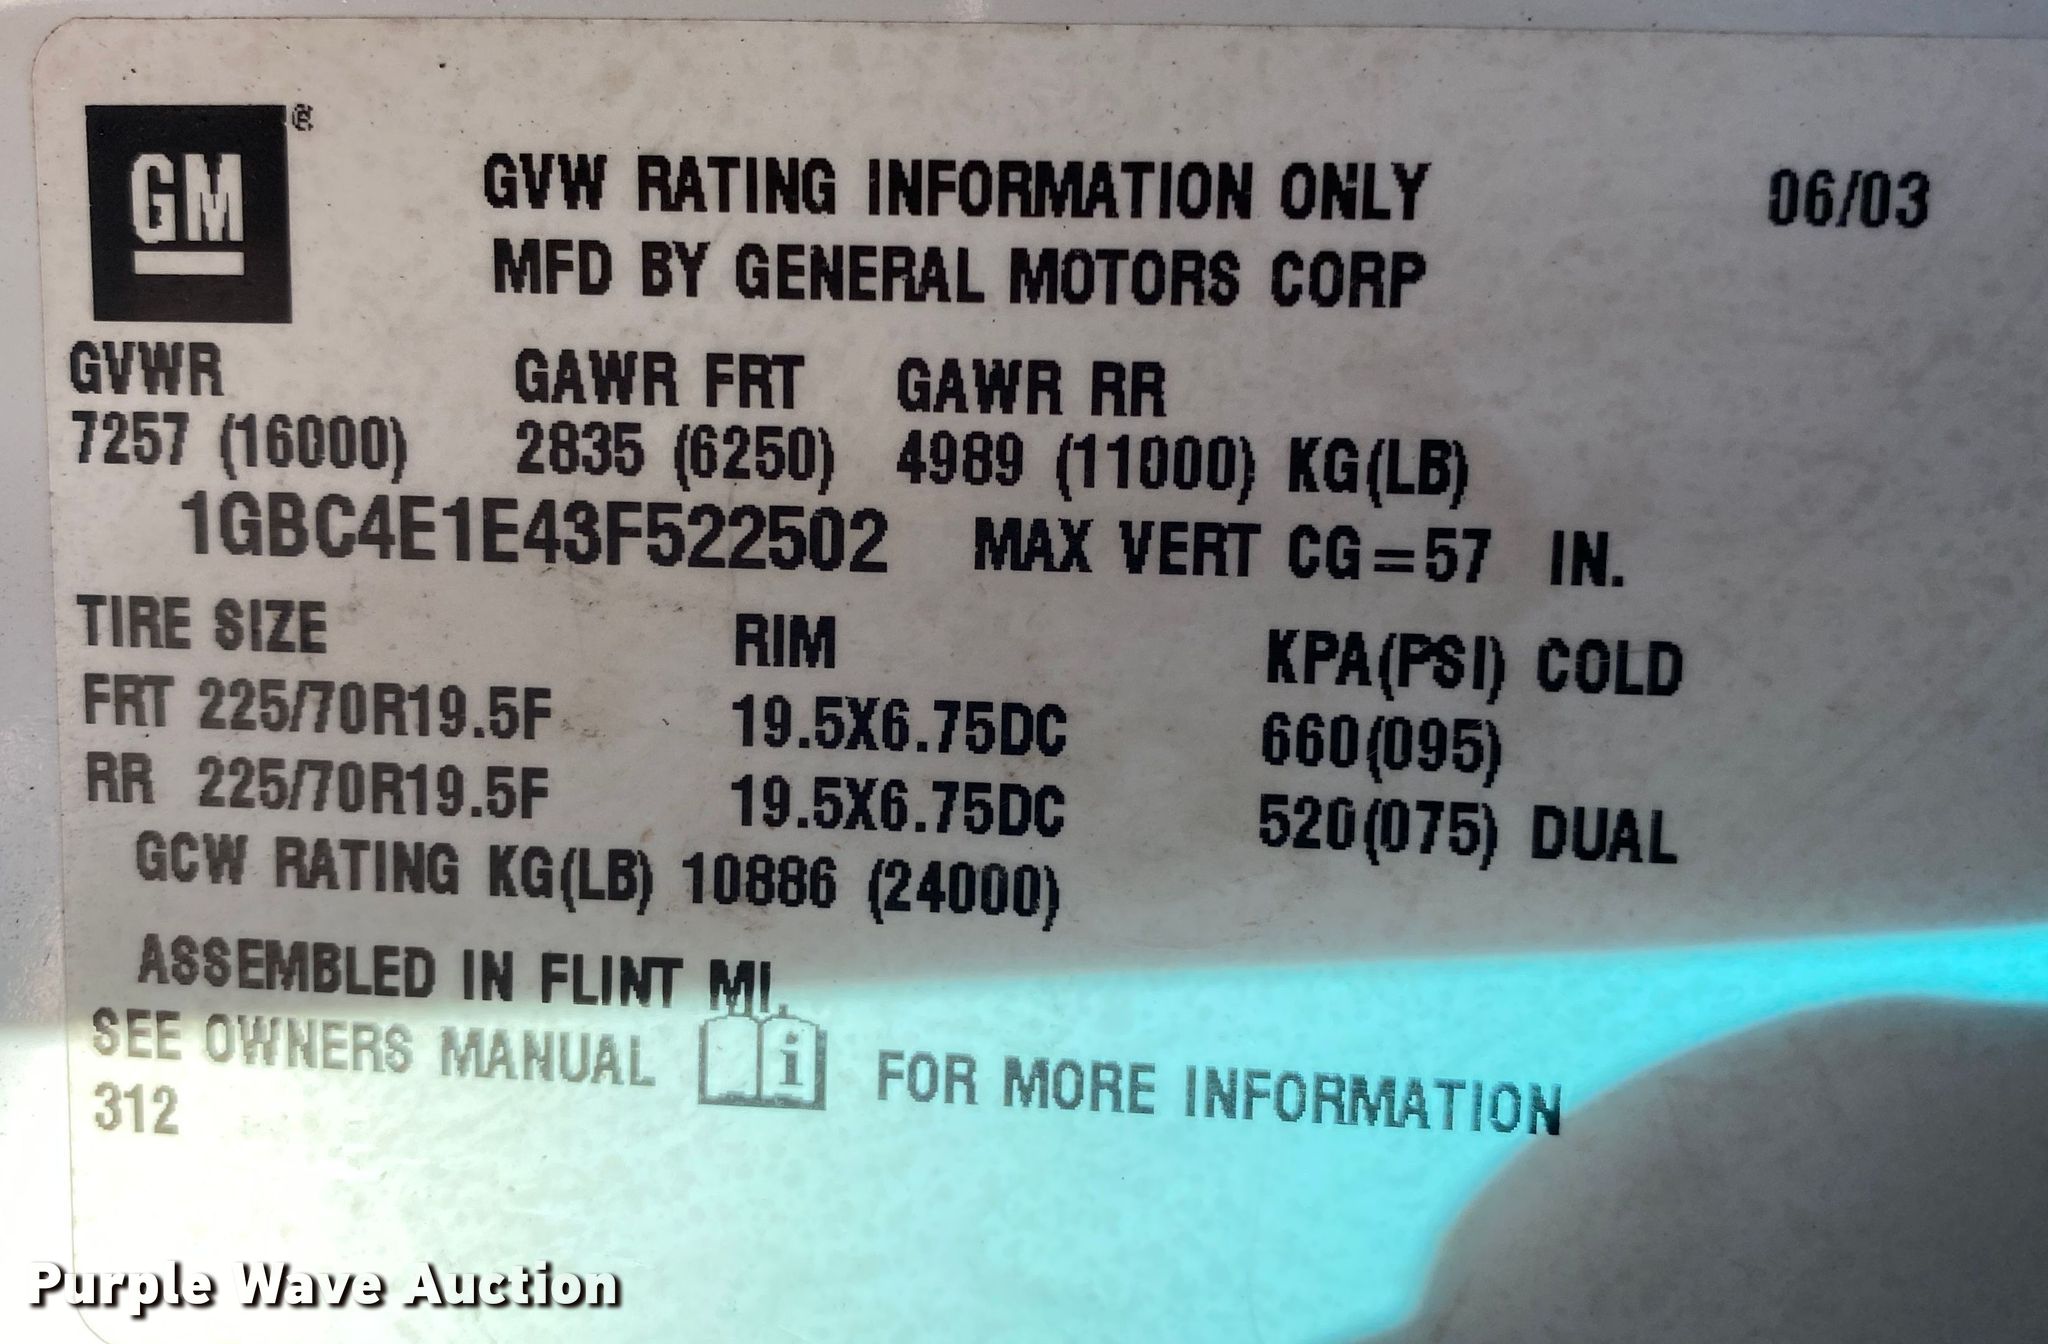 GM®
GVW RATING INFORMATION ONLY 06/03
MFD BY GENERAL MOTORS CORP
GVWR GAWR FRT GAWR RR
7257 (16000) 2835 (6250) 4989 (11000) KG(LB)
1GBC4E1E43F522502 MAX VERT CG=57 IN.
TIRE SIZE RIM KPA(PSI) COLD
FRT 225/70R19.5F 19.5X6.75DC 660(095)
RR 225/70R19.5F 19.5X6.75DC 520(075) DUAL
GCW RATING KG(LB) 10886 (24000)
ASSEMBLED IN FLINT MI.
SEE OWNERS MANUAL i FOR MORE INFORMATION
312
Purple Wave Auction